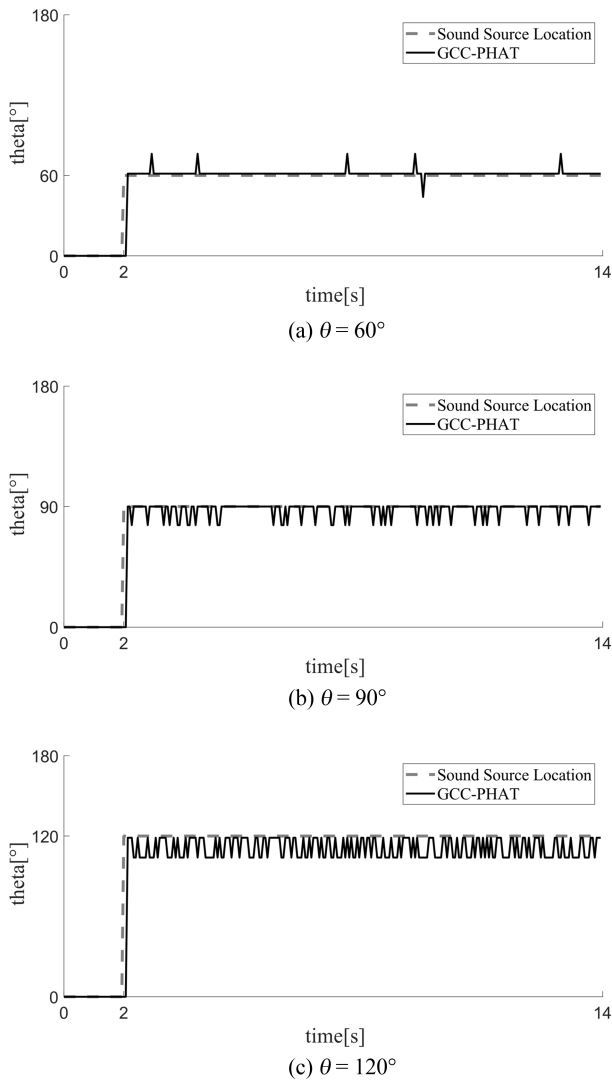 180
Sound Source Location
GCC-PHAT
theta[°]
60
0
0
2
14
time[s]
(a) θ = 60°
180
Sound Source Location
GCC-PHAT
theta[°]
90
0
0
2
14
time[s]
(b) θ = 90°
180
Sound Source Location
GCC-PHAT
theta[°]
120
0
0
2
14
time[s]
(c) θ = 120°